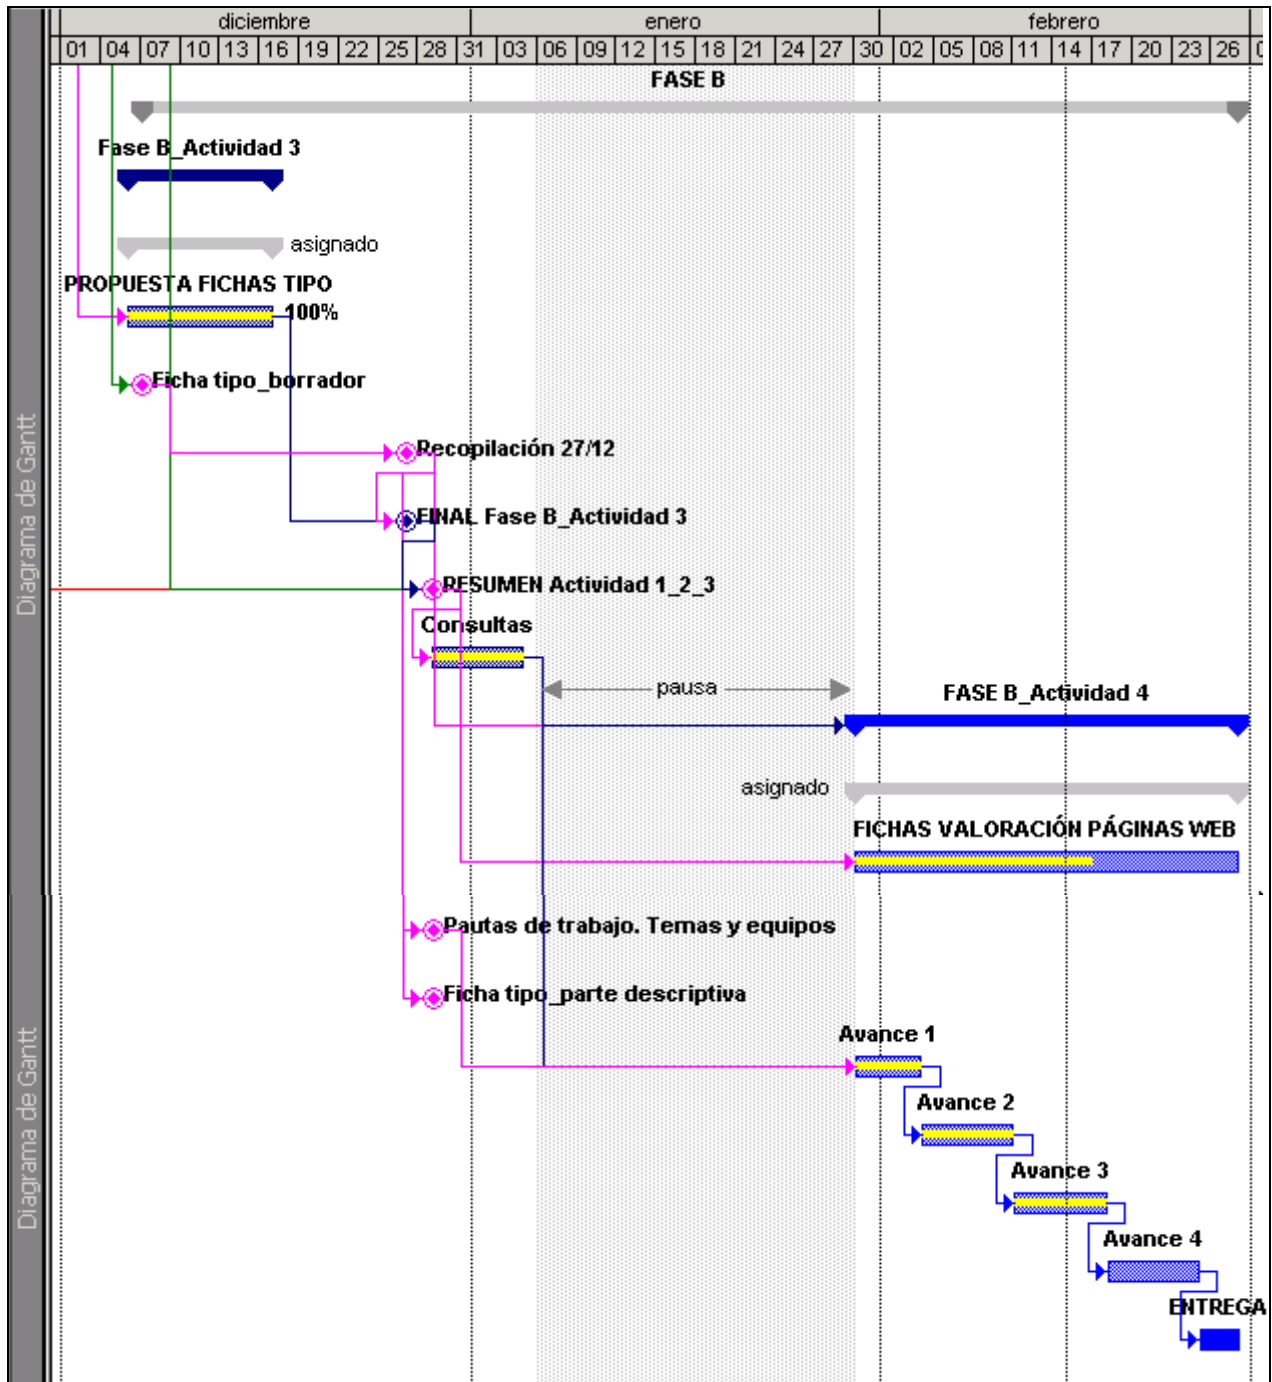 diciembre enero febrero
01 04 07 10 13 16 19 22 25 28 31 03 06 09 12 15 18 21 24 27 30 02 05 08 11 14 17 20 23 26
FASE B
Fase B_Actividad 3
asignado
PROPUESTA FICHAS TIPO
100%
Ficha tipo_borrador
Diagrama de Gantt
Recopilación 27/12
FINAL Fase B_Actividad 3
RESUMEN Actividad 1_2_3
Consultas
pausa
FASE B_Actividad 4
asignado
FICHAS VALORACIÓN PÁGINAS WEB
Pautas de trabajo. Temas y equipos
Ficha tipo_parte descriptiva
Diagrama de Gantt
Avance 1
Avance 2
Avance 3
Avance 4
ENTREGA